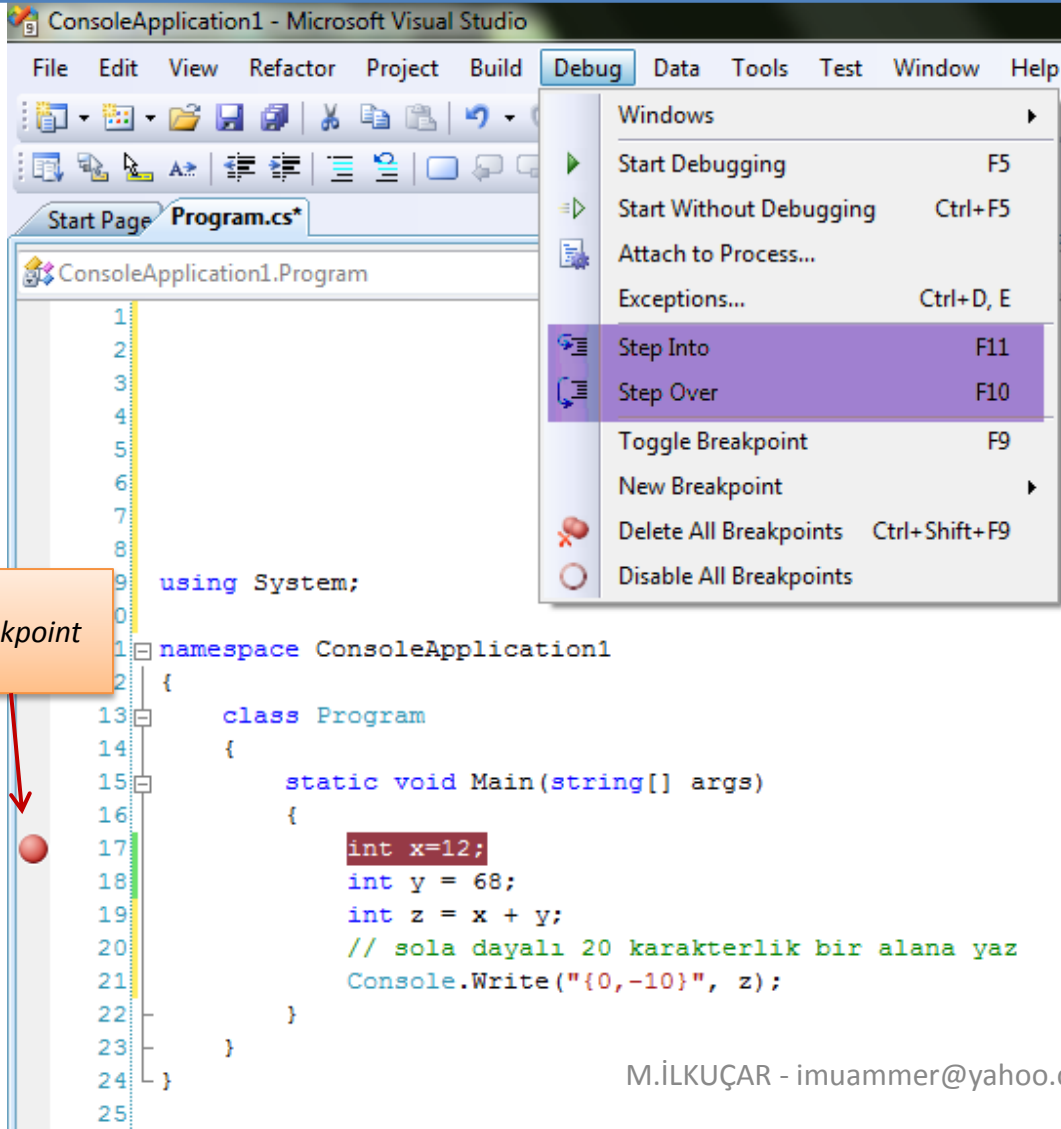 ConsoleApplication1 - Microsoft Visual Studio
File Edit View Refactor Project Build Debug Data Tools Test Window Help
Windows
Start Debugging F5
Start Without Debugging Ctrl+F5
Attach to Process...
Exceptions... Ctrl+D, E
Step Into F11
Step Over F10
Toggle Breakpoint F9
New Breakpoint
Delete All Breakpoints Ctrl+Shift+F9
Disable All Breakpoints
Start Page Program.cs*
ConsoleApplication1.Program
1
2
3
4
5
6
7
8
9 using System;
0
kpoint
1 namespace ConsoleApplication1
2 {
13 class Program
14 {
15 static void Main(string[] args)
16 {
17 int x=12;
18 int y = 68;
19 int z = x + y;
20 // sola dayalı 20 karakterlik bir alana yaz
21 Console.Write("{0,-10}", z);
22 }
23 }
24 }
25
M.İLKUÇAR - imuammer@yahoo.